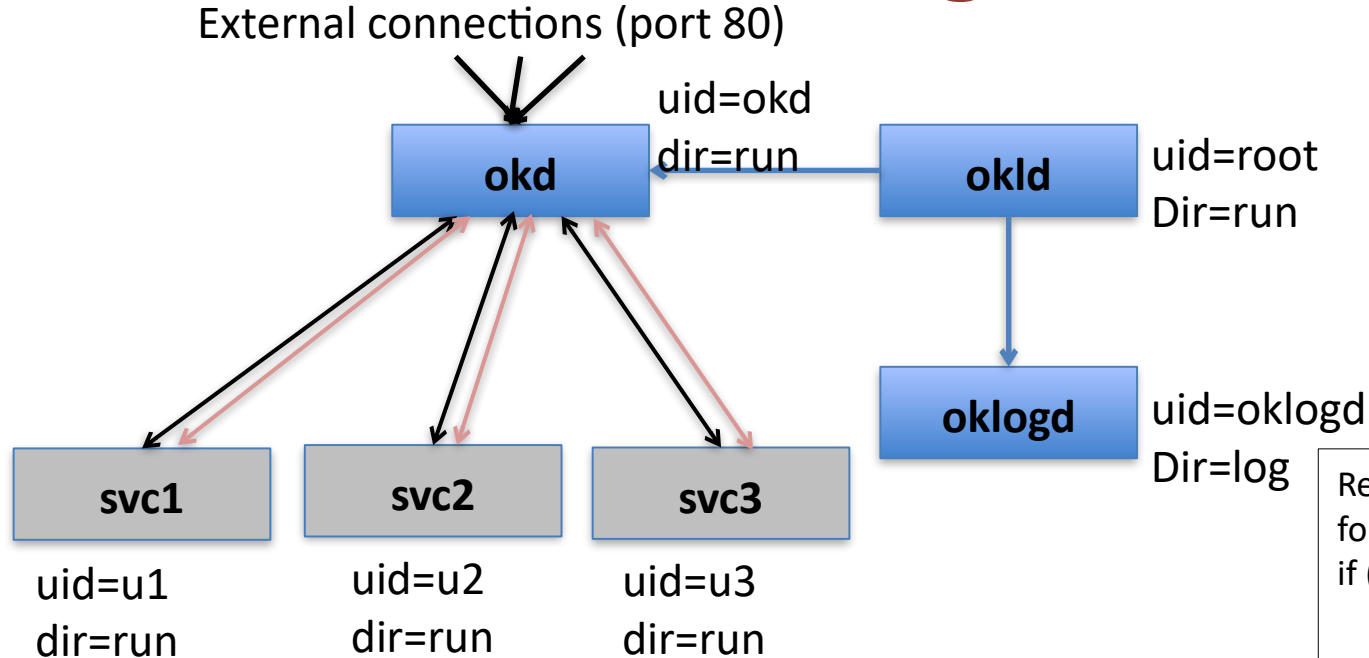 External connections (port 80)
uid=okd
dir=run
okd
okld
uid=root
Dir=run
oklogd
uid=oklogd
Dir=log
svc1
svc2
svc3
uid=u1
dir=run
uid=u2
dir=run
uid=u3
dir=run
if (